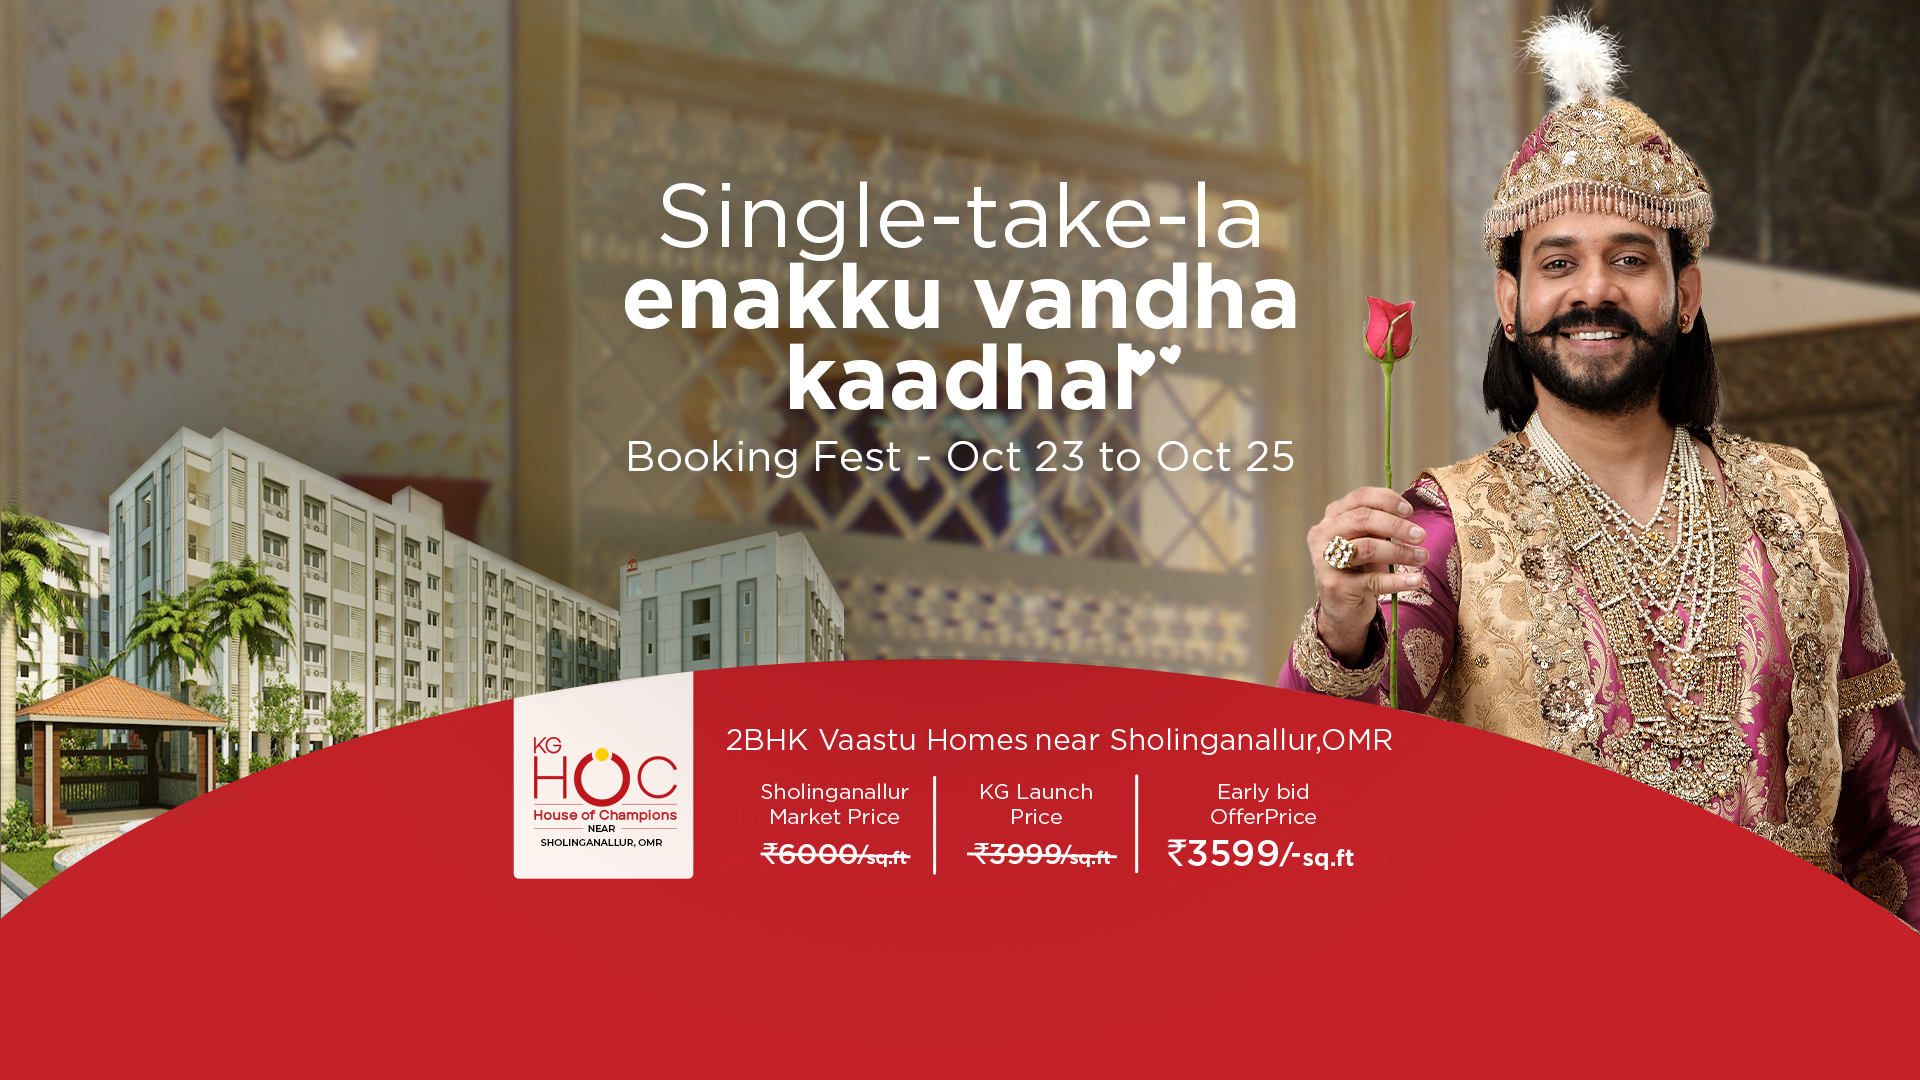 Single-take-la
enakku vandha
kaadhal
Booking Fest - Oct 23 to Oct 25
KG
HOC
House of Champions
NEAR
SHOLINGANALLUR, OMR
2BHK Vaastu Homes near Sholinganallur,OMR
Sholinganallur
Market Price
₹6000/sq.ft
KG Launch
Price
₹3999/sq.ft
Early bid
OfferPrice
₹3599/-sq.ft
KG